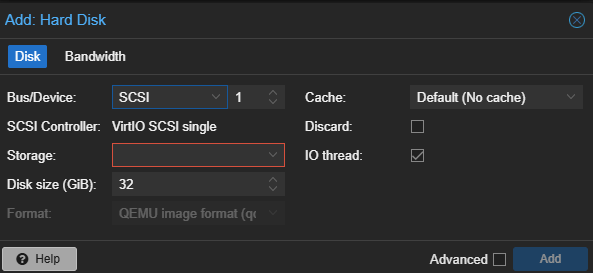 Add: Hard Disk
Disk Bandwidth
Bus/Device: SCSI 1 Cache: Default (No cache)
SCSI Controller: VirtIO SCSI single Discard:
Storage: IO thread:
Disk size (GiB): 32
Format: QEMU image format (qc
? Help Advanced Add